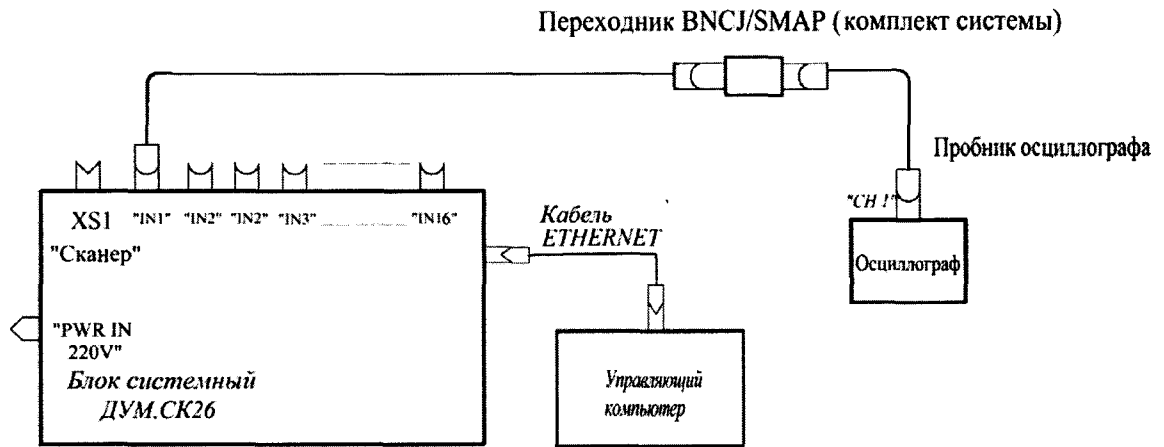 Переходник BNCJ/SMAP (комплект системы)
Пробник осциллографа
"CH !"
Осциллограф
XS1
"IN1"
"IN2"
"IN2"
"IN3"
"IN16"
"Сканер"
Кабель
ETHERNET
"PWR IN
220V"
Блок системный
ДУМ.СК26
Управляющий
компьютер